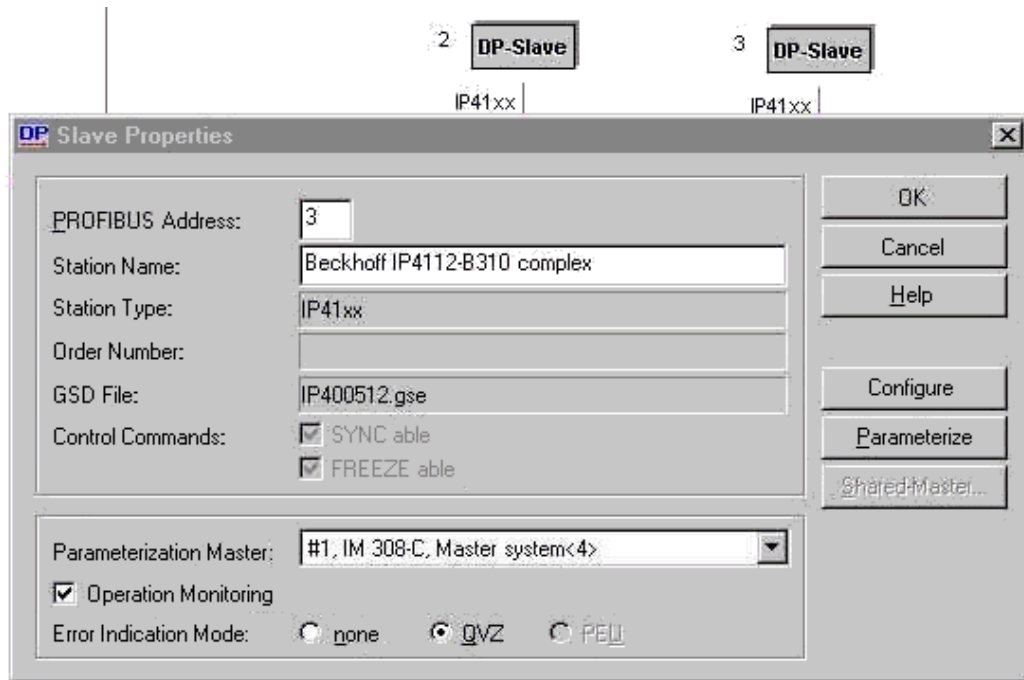 2 DP-Slave 3 DP-Slave
IP41xx IP41xx
DP Slave Properties
PROFIBUS Address: 3
OK
Station Name: Beckhoff IP4112-B310 complex
Cancel
Station Type: IP41xx
Help
Order Number:
GSD File: IP400512.gse
Configure
Control Commands: SYNC able
Parameterize
FREEZE able
Shared-Master...
Parameterization Master: #1, IM 308-C, Master system<4>
Operation Monitoring
Error Indication Mode: none QVZ PEU